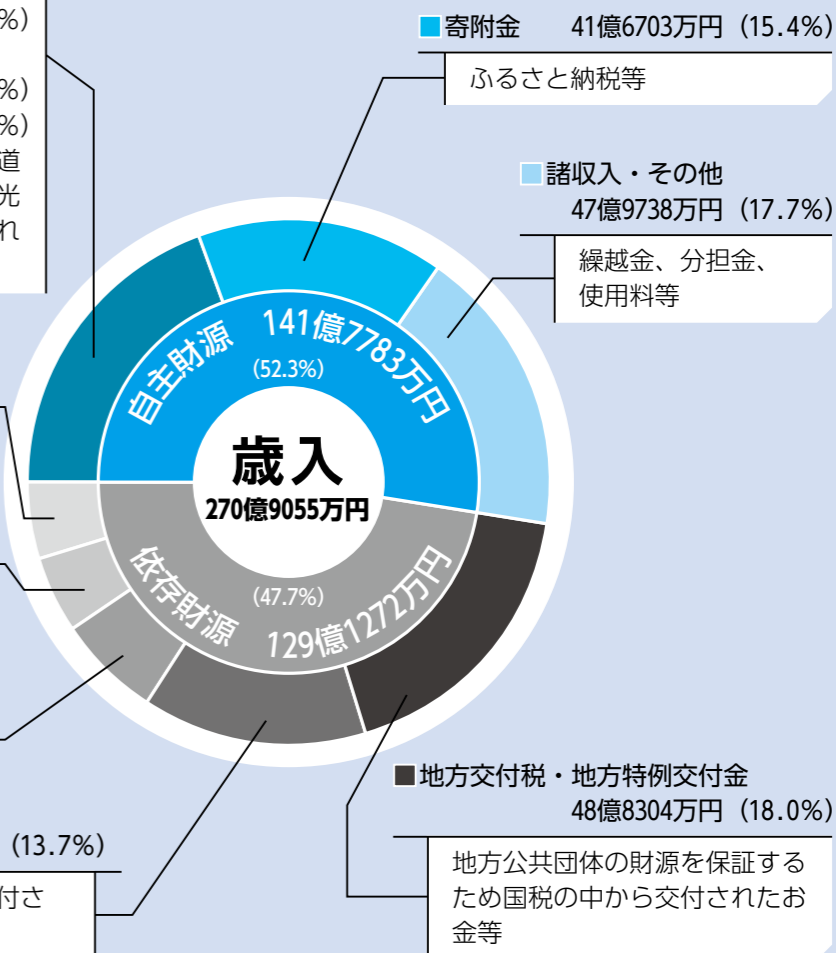 %)
%)
%)
道
光
れ
■寄附金 41億6703万円 (15.4%)
ふるさと納税等
■諸収入・その他
47億9738万円 (17.7%)
繰越金、分担金、
使用料等
自主財源 141億7783万円
(52.3%)
歳入
270億9055万円
(47.7%)
依存財源 129億1272万円
■地方交付税・地方特例交付金
48億8304万円 (18.0%)
地方公共団体の財源を保証する
ため国税の中から交付されたお
金等
(13.7%)
付さ